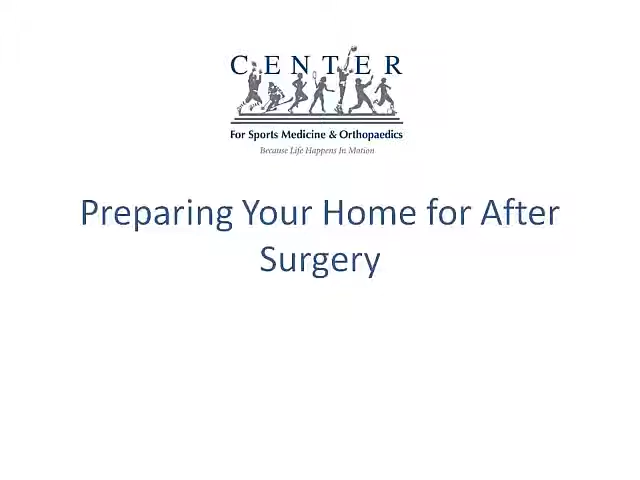 CENTER
For Sports Medicine & Orthopaedics
Because Life Happens In Motion
Preparing Your Home for After
Surgery